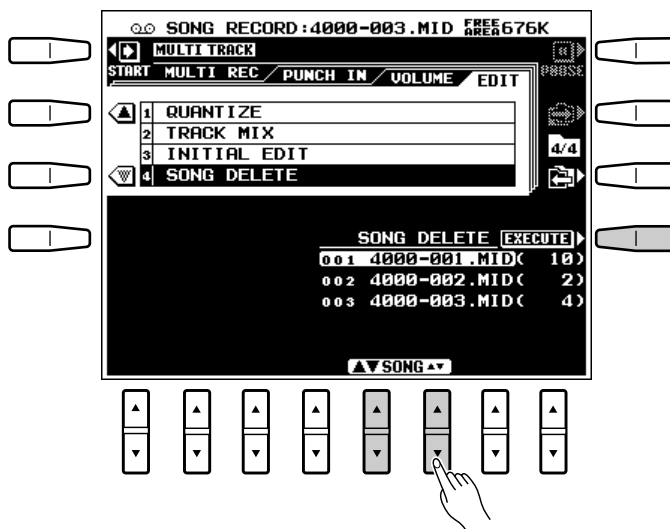 SONG RECORD:4000-003.MID FREE AREA 676K
MULTI TRACK
START MULTI REC PUNCH IN VOLUME EDIT PAUSE
1 QUANTIZE
2 TRACK MIX
3 INITIAL EDIT
4/4
4 SONG DELETE
SONG DELETE EXECUTE
001 4000-001.MID( 10)
002 4000-002.MID( 2)
003 4000-003.MID( 4)
▲▼SONG▲▼